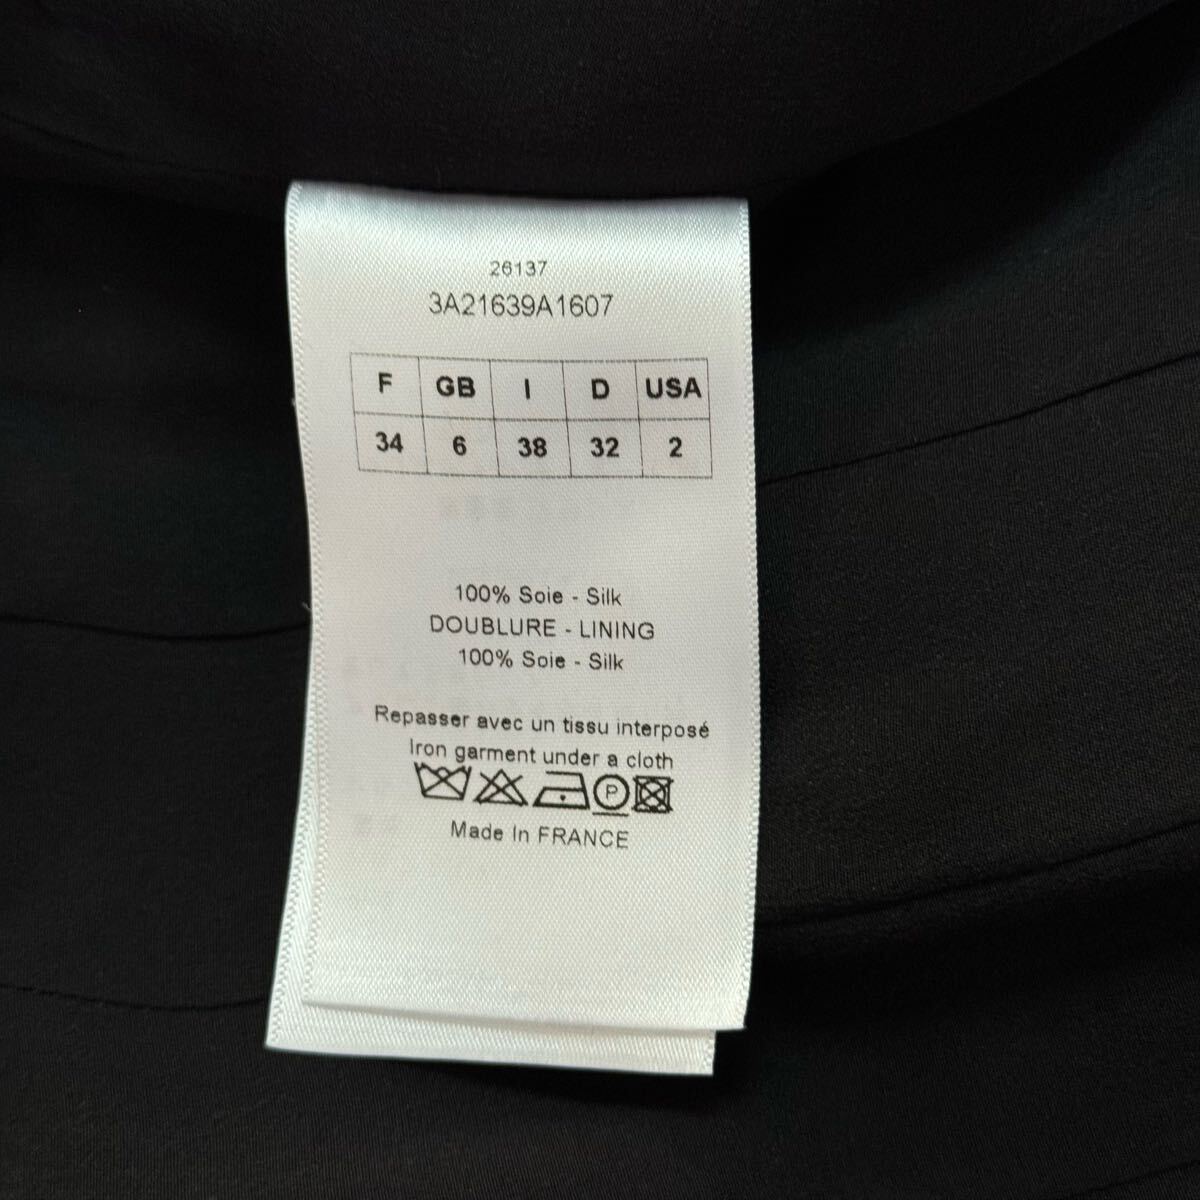 26137
3A21639A1607
F GB I D USA
34 6 38 32 2
100% Soie - Silk
DOUBLURE - LINING
100% Soie - Silk
Repasser avec un tissu interposé
Iron garment under a cloth
P
Made In FRANCE